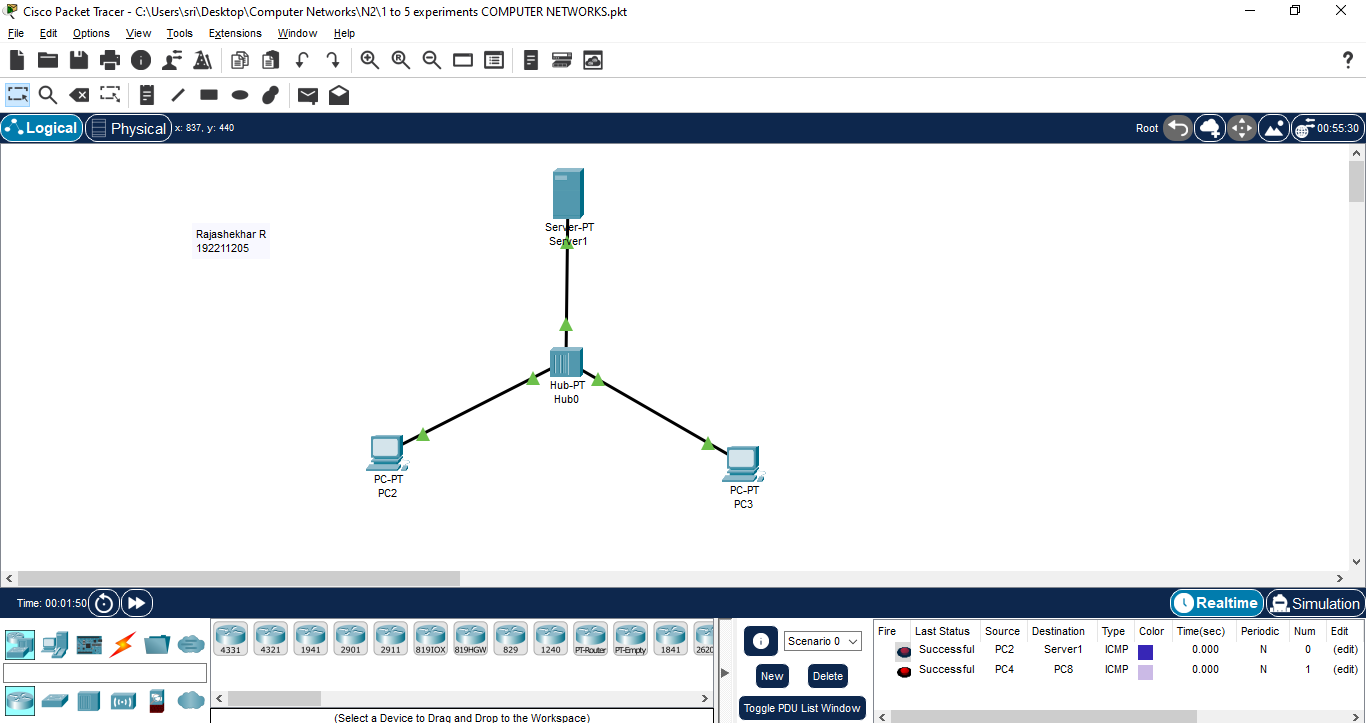 Cisco Packet Tracer - C:\Users\sri\Desktop\Computer Networks\N2\1 to 5 experiments COMPUTER NETWORKS.pkt
File Edit Options View Tools Extensions Window Help
Logical Physical x: 837, y: 440 Root 00:55:30
Server-PT
Server1
Rajashekhar R
192211205
Hub-PT
Hub0
PC-PT
PC2
PC-PT
PC3
Time: 00:01:50 Realtime Simulation
4331 4321 1941 2901 2911 819IOX 819HGW 829 1240 PT-Router PT-Empty 1841 2620
(Select a Device to Drag and Drop to the Workspace)
Scenario 0
New Delete
Toggle PDU List Window
Fire Last Status Source Destination Type Color Time(sec) Periodic Num Edit
Successful PC2 Server1 ICMP 0.000 N 0 (edit)
Successful PC4 PC8 ICMP 0.000 N 1 (edit)